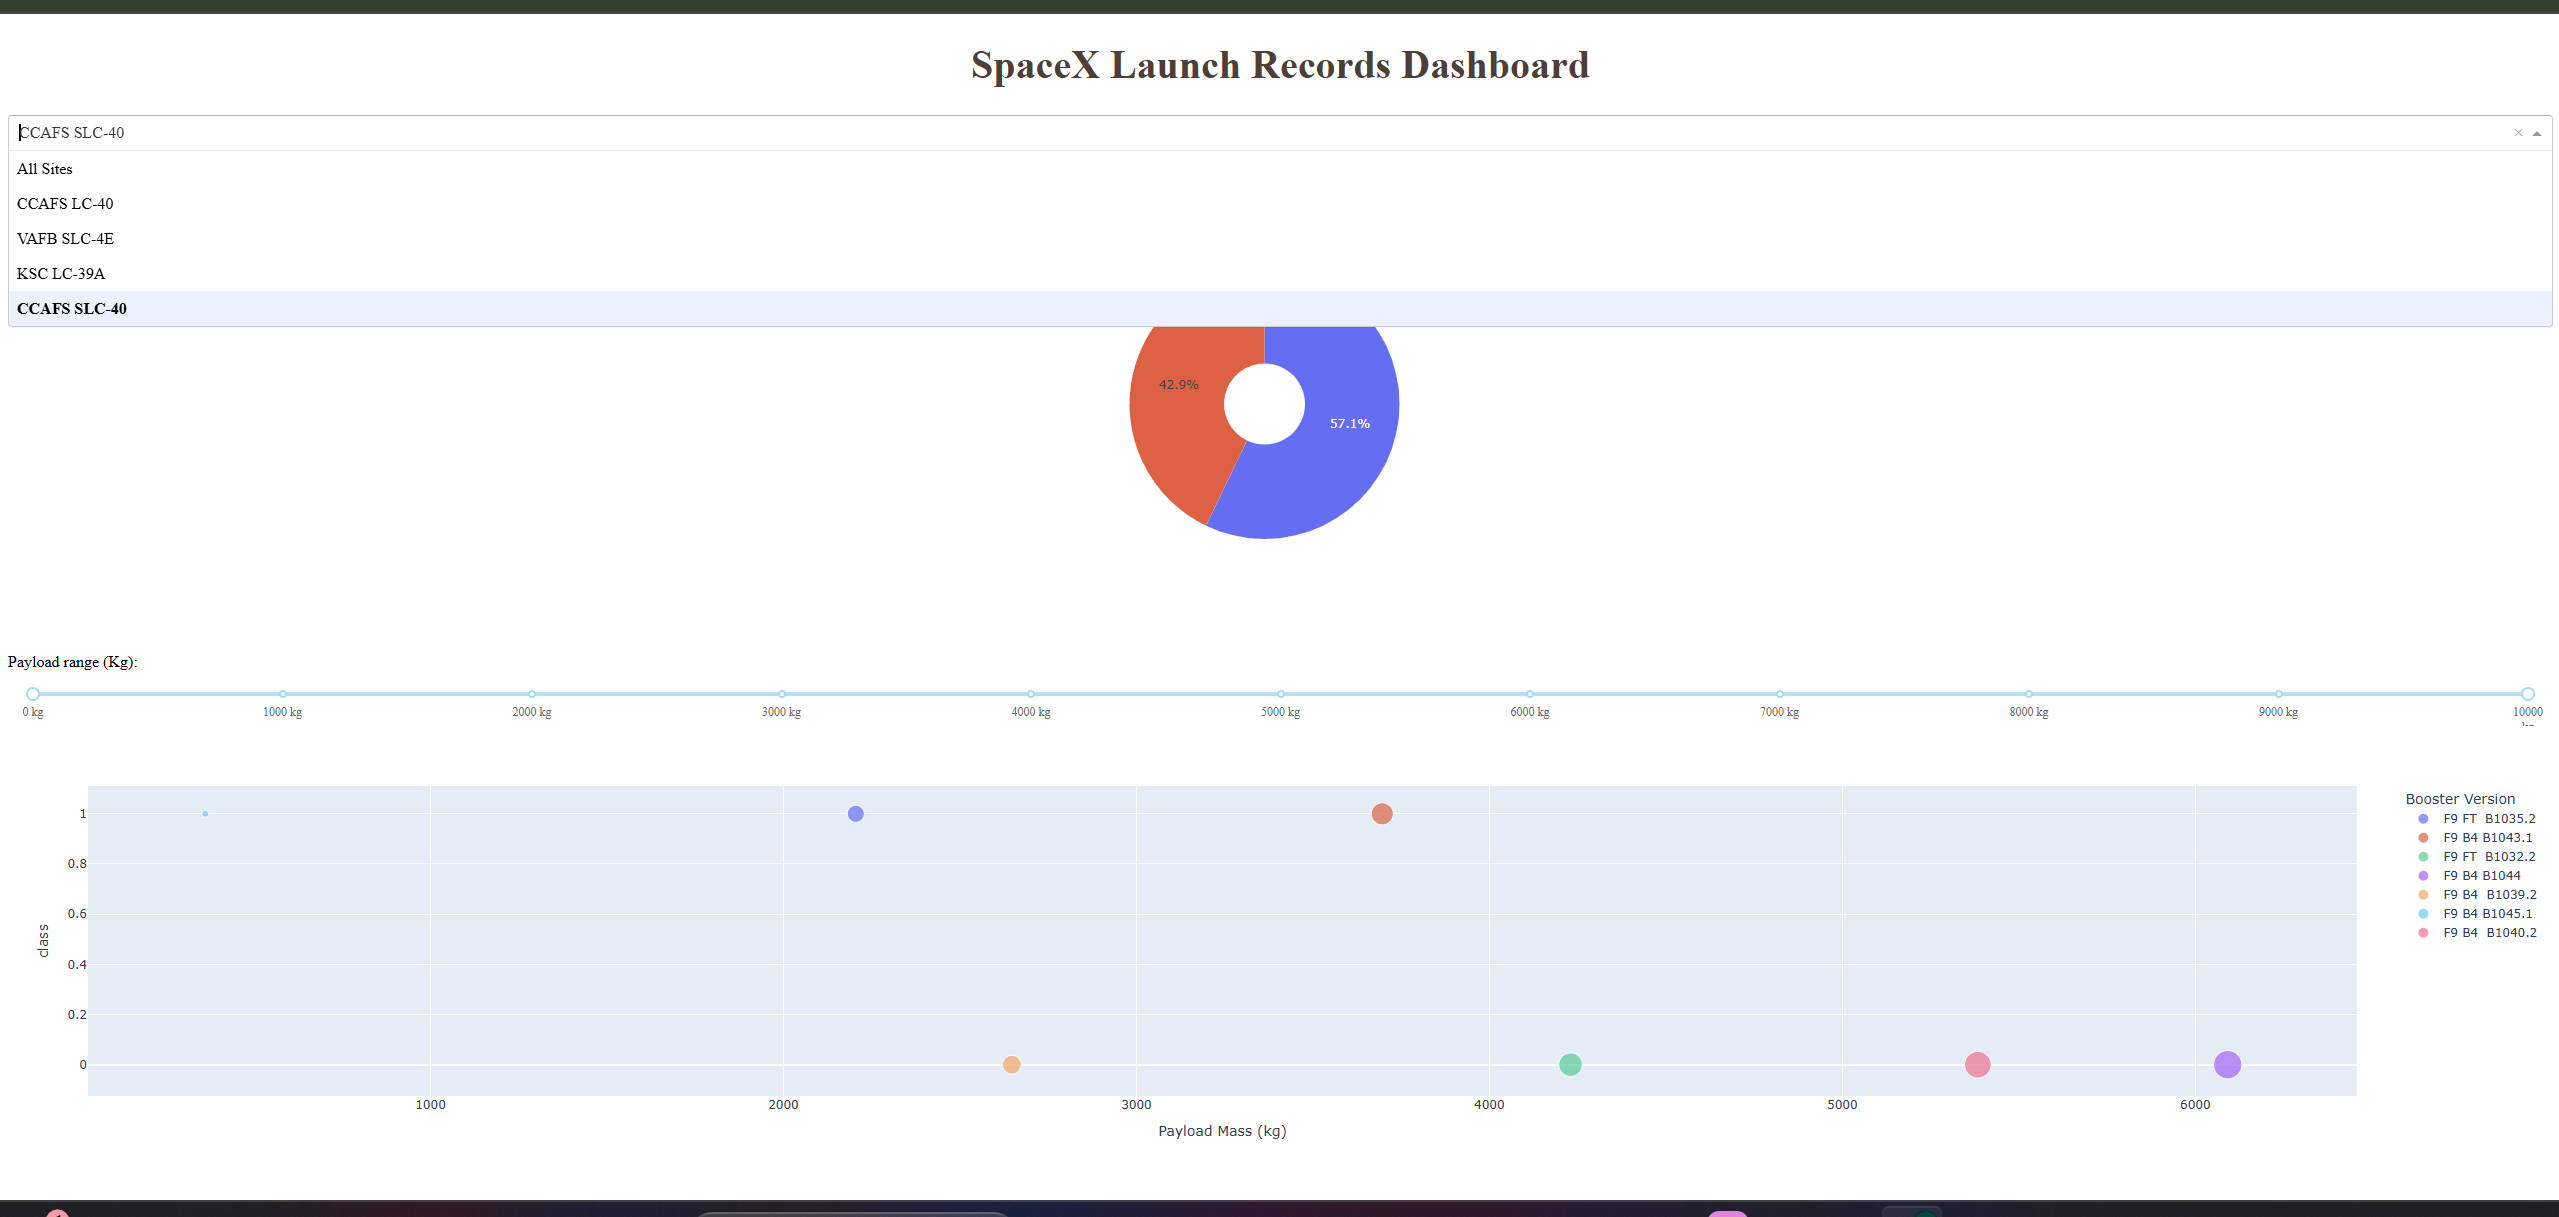 SpaceX Launch Records Dashboard
CCAFS SLC-40
All Sites
CCAFS LC-40
VAFB SLC-4E
KSC LC-39A
CCAFS SLC-40
42.9%
57.1%
Payload range (Kg):
0 kg 1000 kg 2000 kg 3000 kg 4000 kg 5000 kg 6000 kg 7000 kg 8000 kg 9000 kg 10000
1
0.8
0.6
0.4
0.2
0
class
1000 2000 3000 4000 5000 6000
Payload Mass (kg)
Booster Version
F9 FT  B1035.2
F9 B4 B1043.1
F9 FT  B1032.2
F9 B4 B1044
F9 B4  B1039.2
F9 B4 B1045.1
F9 B4  B1040.2